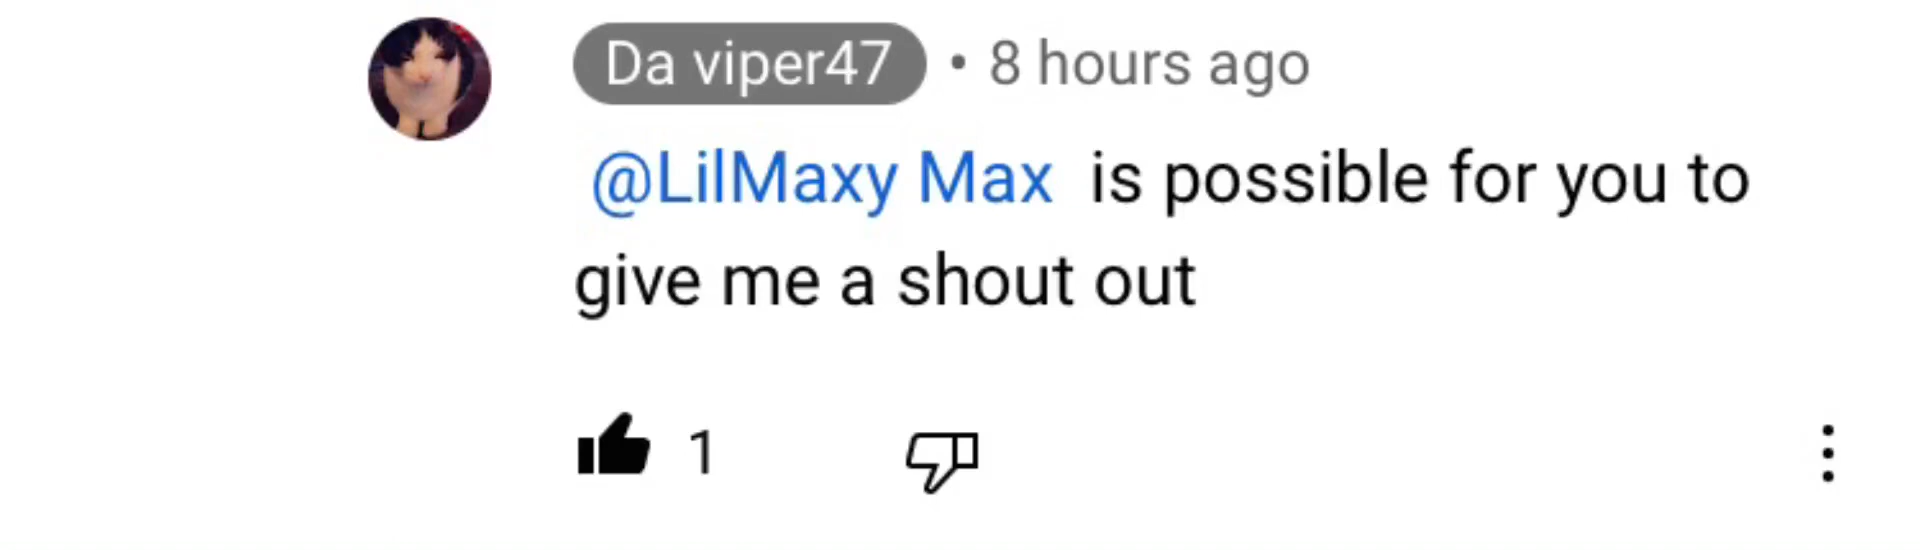 Da viper47 • 8 hours ago
@LilMaxy Max is possible for you to
give me a shout out
1